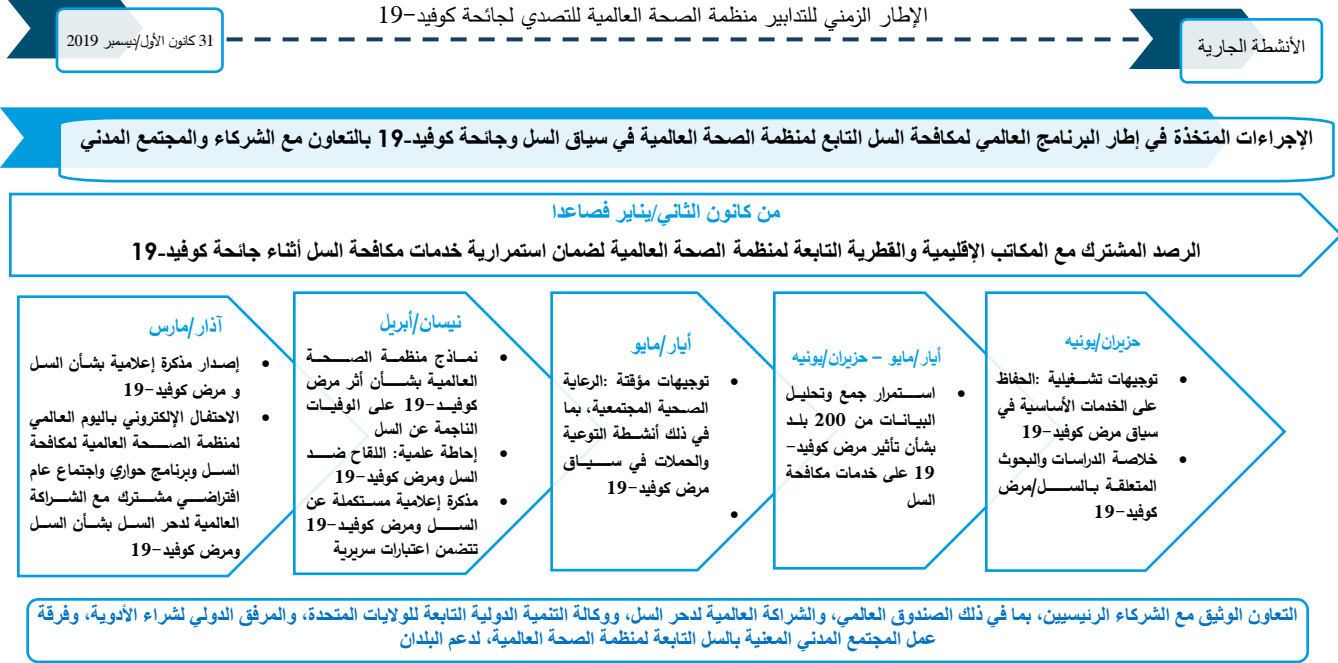 الإطار الزمني للتدابير منظمة الصحة العالمية للتصدي لجائحة كوفيد-19
31 كانون الأول/ديسمبر 2019
الأنشطة الجارية
الإجراءات المتخذة في إطار البرنامج العالمي لمكافحة السل التابع لمنظمة الصحة العالمية في سياق السل وجائحة كوفيد-19 بالتعاون مع الشركاء والمجتمع المدني
من كانون الثاني/يناير فصاعدا
الرصد المشترك مع المكاتب الإقليمية والقطرية التابعة لمنظمة الصحة العالمية لضمان استمرارية خدمات مكافحة السل أثناء جائحة كوفيد-19
آذار/مارس
• إصدار مذكرة إعلامية بشأن السل
و مرض كوفيد-19
• الاحتفال الإلكتروني باليوم العالمي
لمنظمة الصحة العالمية لمكافحة
السل وبرنامج حواري واجتماع عام
افتراضي مشترك مع الشراكة
العالمية لدحر السل بشأن السل
ومرض كوفيد-19
نيسان/أبريل
• نماذج منظمة الصحة
العالمية بشأن أثر مرض
كوفيد-19 على الوفيات
الناجمة عن السل
• إحاطة علمية: اللقاح ضد
السل ومرض كوفيد-19
• مذكرة إعلامية مستكملة عن
السل ومرض كوفيد-19
تتضمن اعتبارات سريرية
أيار/مايو
• توجيهات مؤقتة :الرعاية
الصحية المجتمعية، بما
في ذلك أنشطة التوعية
والحملات في سياق
مرض كوفيد-19
•
أيار/مايو – حزيران/يونيه
• استمرار جمع وتحليل
البيانات من 200 بلد
بشأن تأثير مرض كوفيد-
19 على خدمات مكافحة
السل
حزيران/يونيه
• توجيهات تشغيلية :الحفاظ
على الخدمات الأساسية في
سياق مرض كوفيد-19
• خلاصة الدراسات والبحوث
المتعلقة بالسل/مرض
كوفيد-19
التعاون الوثيق مع الشركاء الرئيسيين، بما في ذلك الصندوق العالمي، والشراكة العالمية لدحر السل، ووكالة التنمية الدولية التابعة للولايات المتحدة، والمرفق الدولي لشراء الأدوية، وفرقة
عمل المجتمع المدني المعنية بالسل التابعة لمنظمة الصحة العالمية، لدعم البلدان